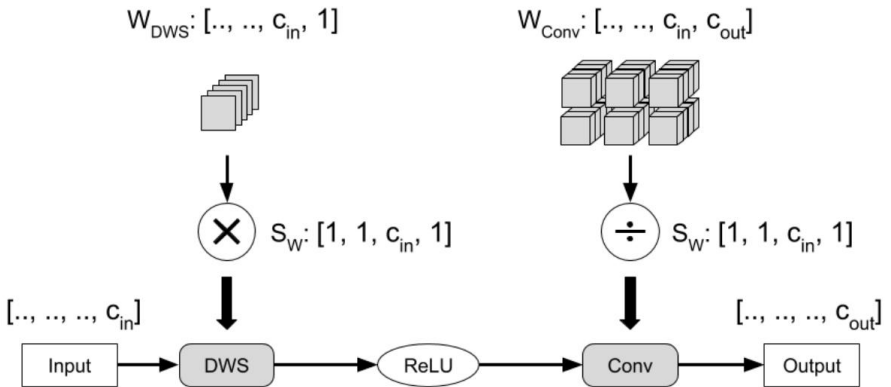 W_DWS: [.., .., c_in, 1]
W_Conv: [.., .., c_in, c_out]
× S_W: [1, 1, c_in, 1]
÷ S_W: [1, 1, c_in, 1]
[.., .., .., c_in]
[.., .., .., c_out]
Input
DWS
ReLU
Conv
Output